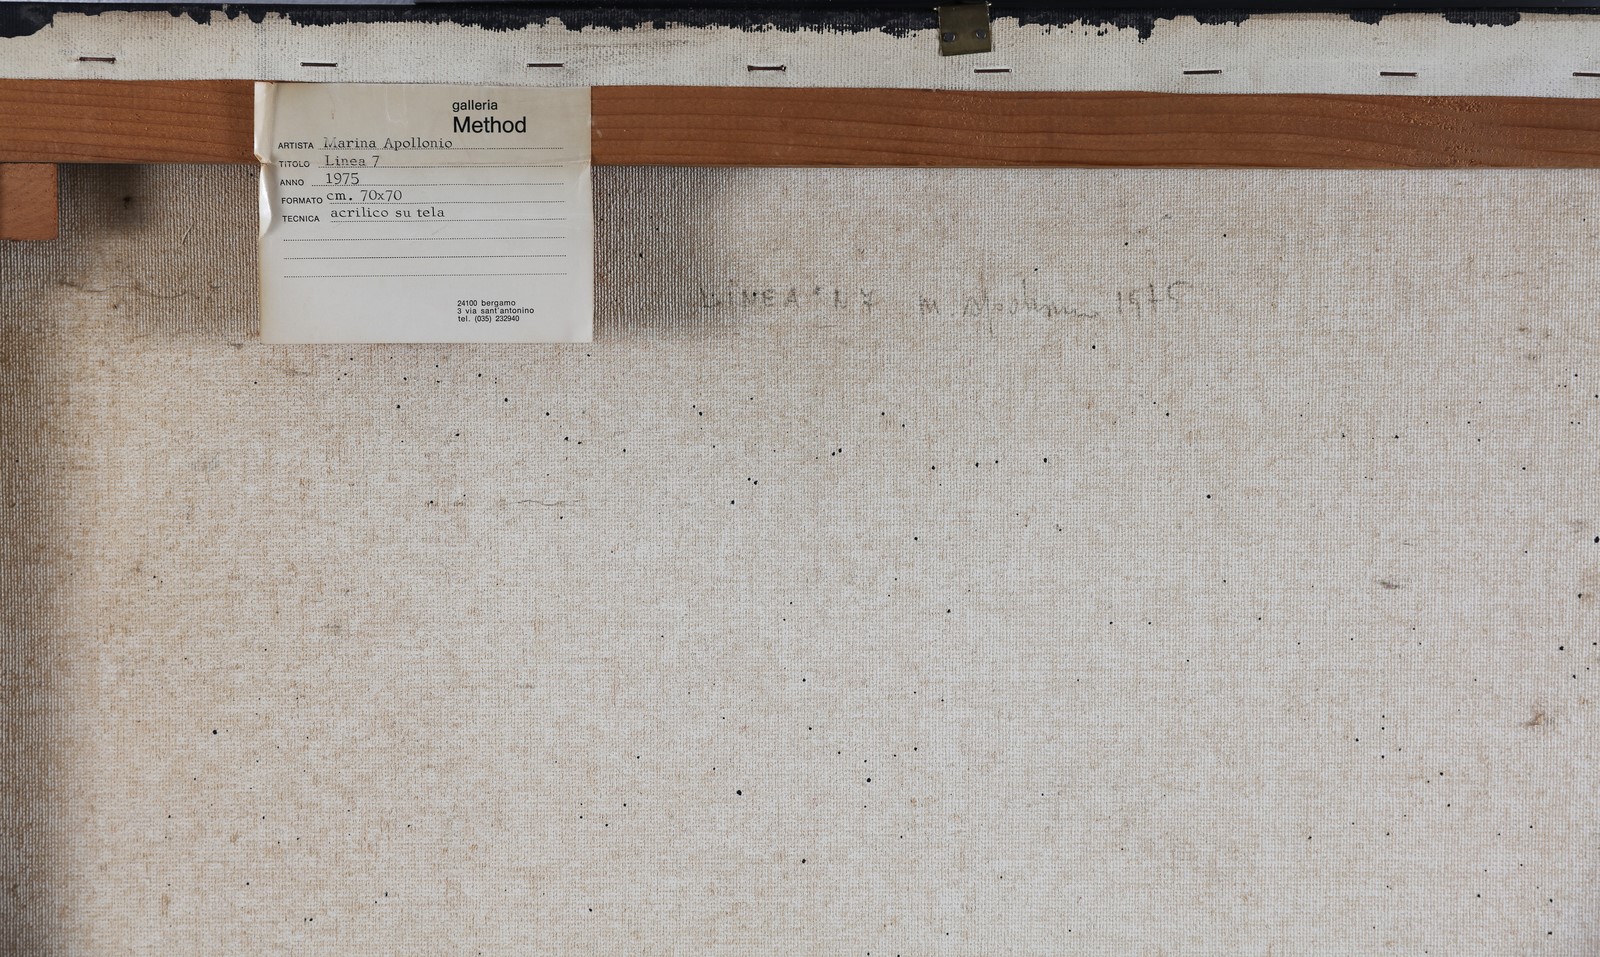 galleria
Method
ARTISTA Marina Apollonio
TITOLO Linea 7
ANNO 1975
FORMATO cm. 70x70
TECNICA acrilico su tela
24100 bergamo
3 via sant'antonino
tel. (035) 232940
LINEA N 7 m. apollonio 1975